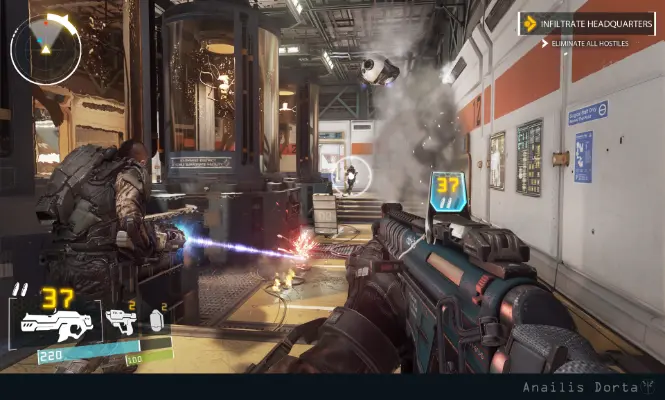 INFILTRATE HEADQUARTERS
ELIMINATE ALL HOSTILES
37
37
2
2
220
100
Anailis Dorta